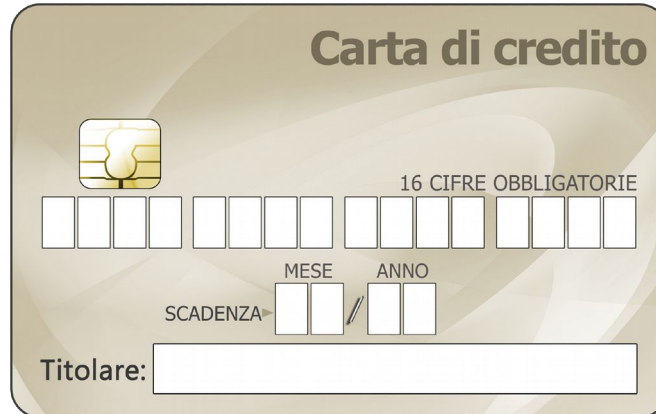 Carta di credito
16 CIFRE OBBLIGATORIE
MESE ANNO
SCADENZA /
Titolare: